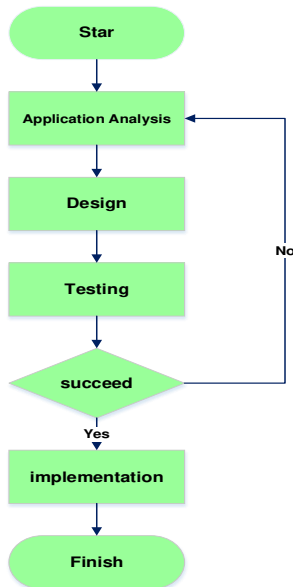 Star
Application Analysis
Design
No
Testing
succeed
Yes
implementation
Finish